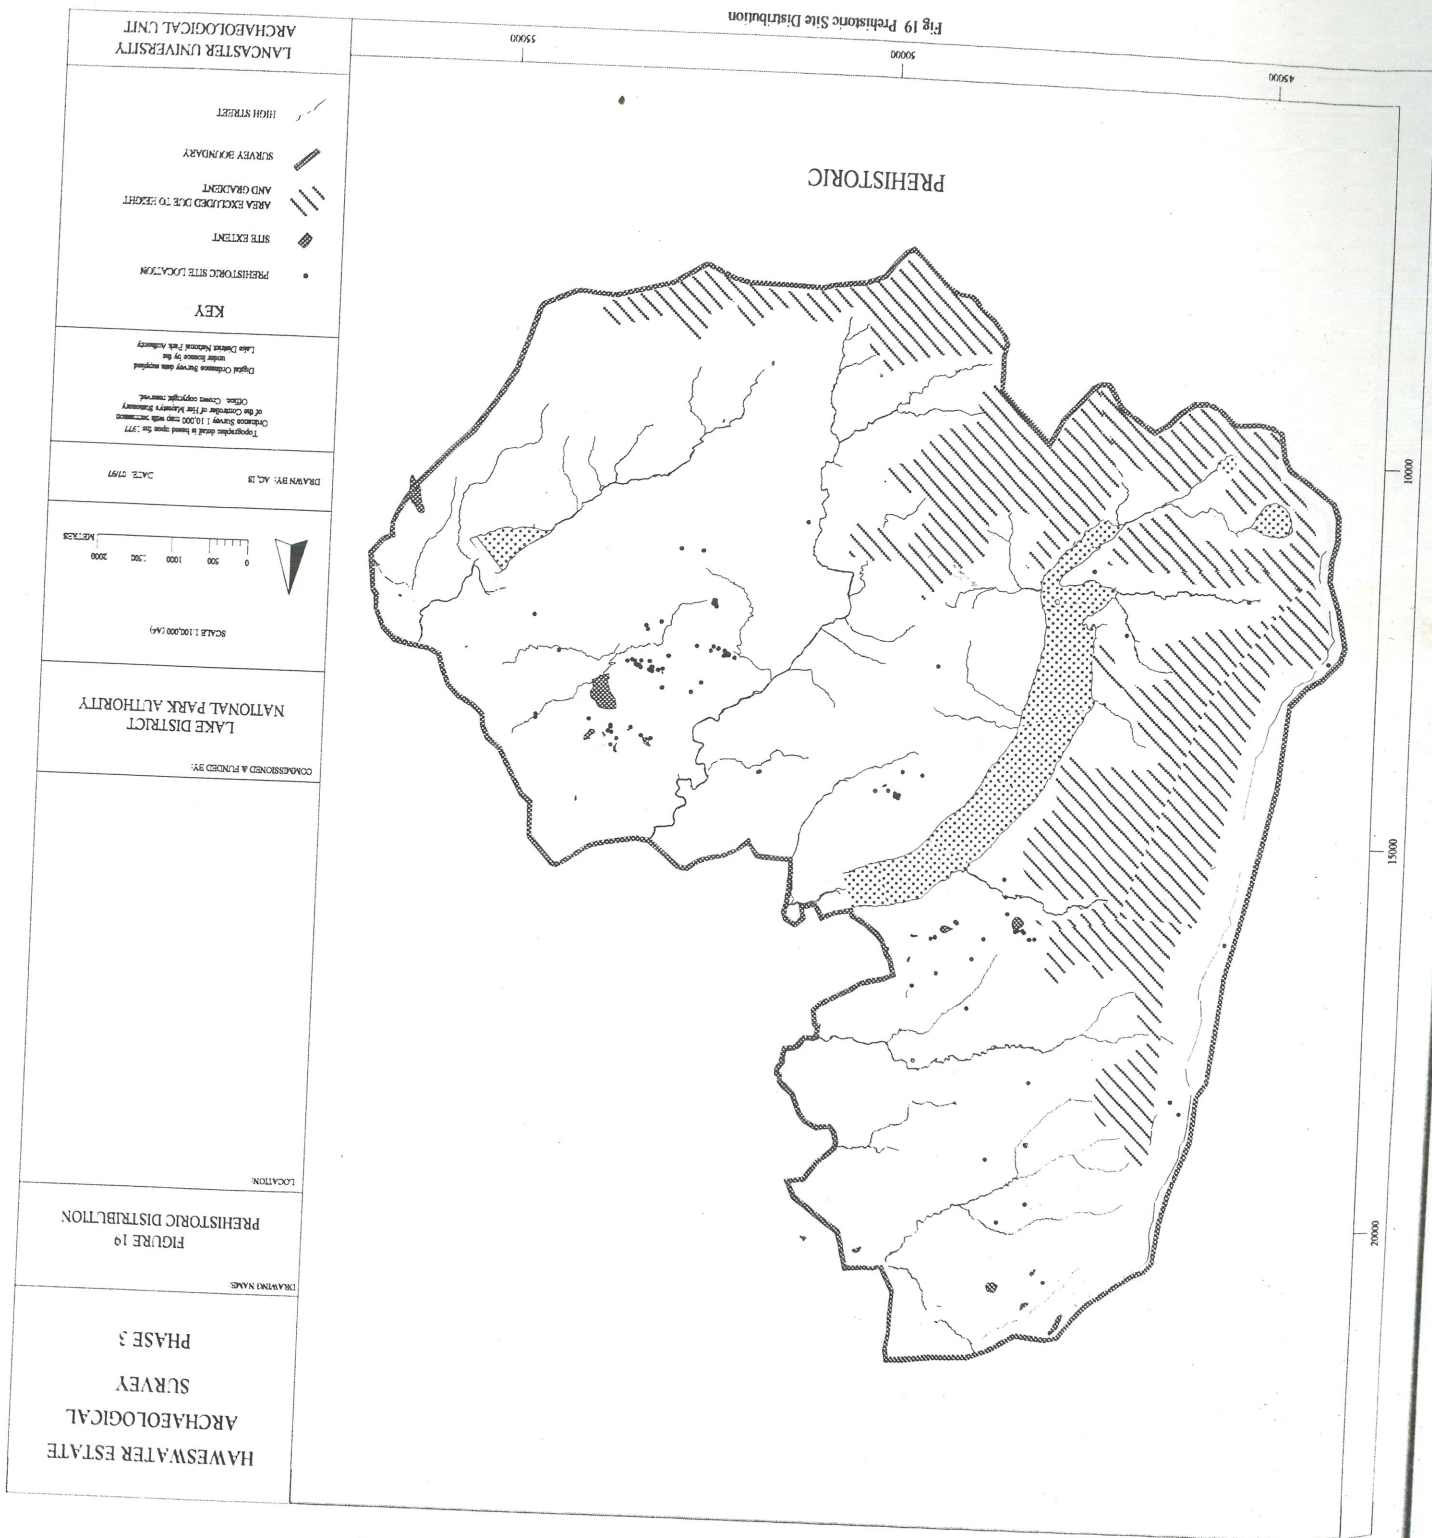 HAWESWATER ESTATE
ARCHAEOLOGICAL
SURVEY
PHASE 3
DRAWING NAME:
FIGURE 19
PREHISTORIC DISTRIBUTION
LOCATION:
COMMISSIONED & FUNDED BY:
LAKE DISTRICT
NATIONAL PARK AUTHORITY
SCALE 1:100,000 (A4)
0 500 1000 1500 2000
METRES
DRAWN BY: AC, JS DATE: 07/97
Topographic detail is based upon the 1977
Ordnance Survey 1:10,000 map with permission
of the Controller of Her Majesty's Stationary
Office. Crown copyright reserved.
Digital Ordnance Survey data supplied
under licence by the
Lake District National Park Authority
KEY
PREHISTORIC SITE LOCATION
SITE EXTENT
AREA EXCLUDED DUE TO HEIGHT
AND GRADIENT
SURVEY BOUNDARY
HIGH STREET
LANCASTER UNIVERSITY
ARCHAEOLOGICAL UNIT
20000
15000
10000
PREHISTORIC
45000
50000
55000
Fig 19 Prehistoric Site Distribution